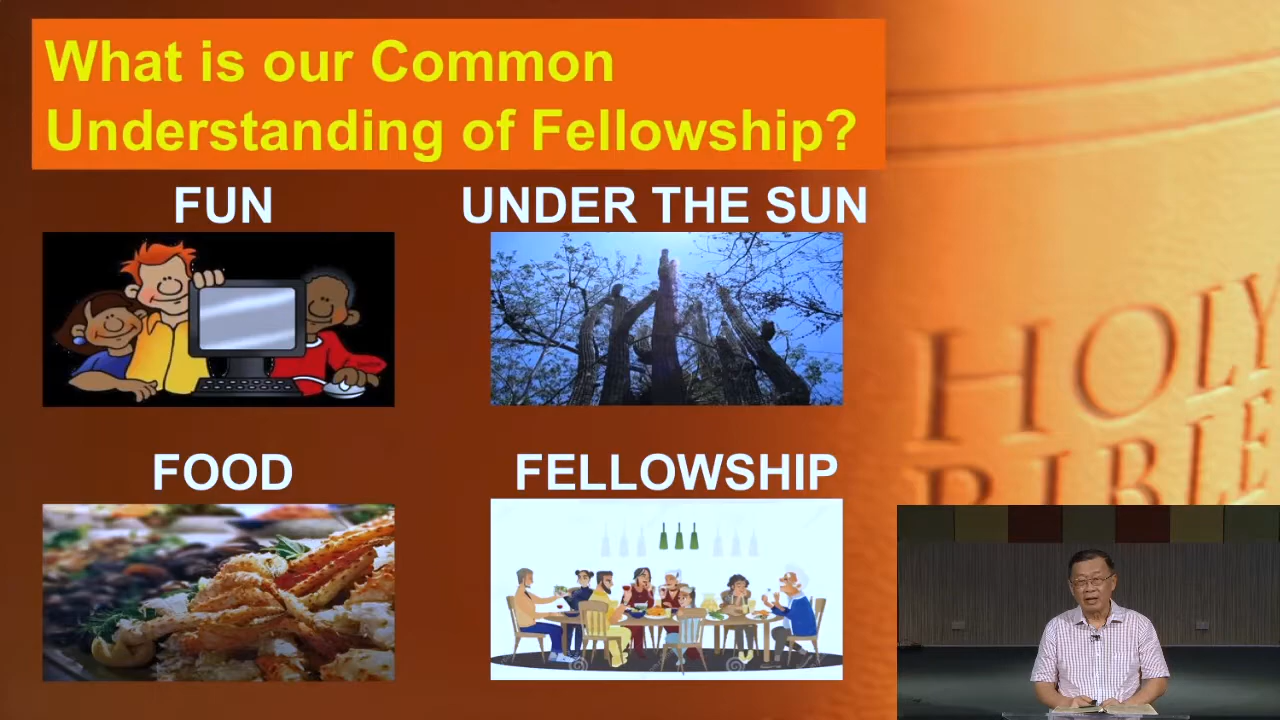 What is our Common
Understanding of Fellowship?
FUN
UNDER THE SUN
FOOD
FELLOWSHIP
HOLY
BIBLE